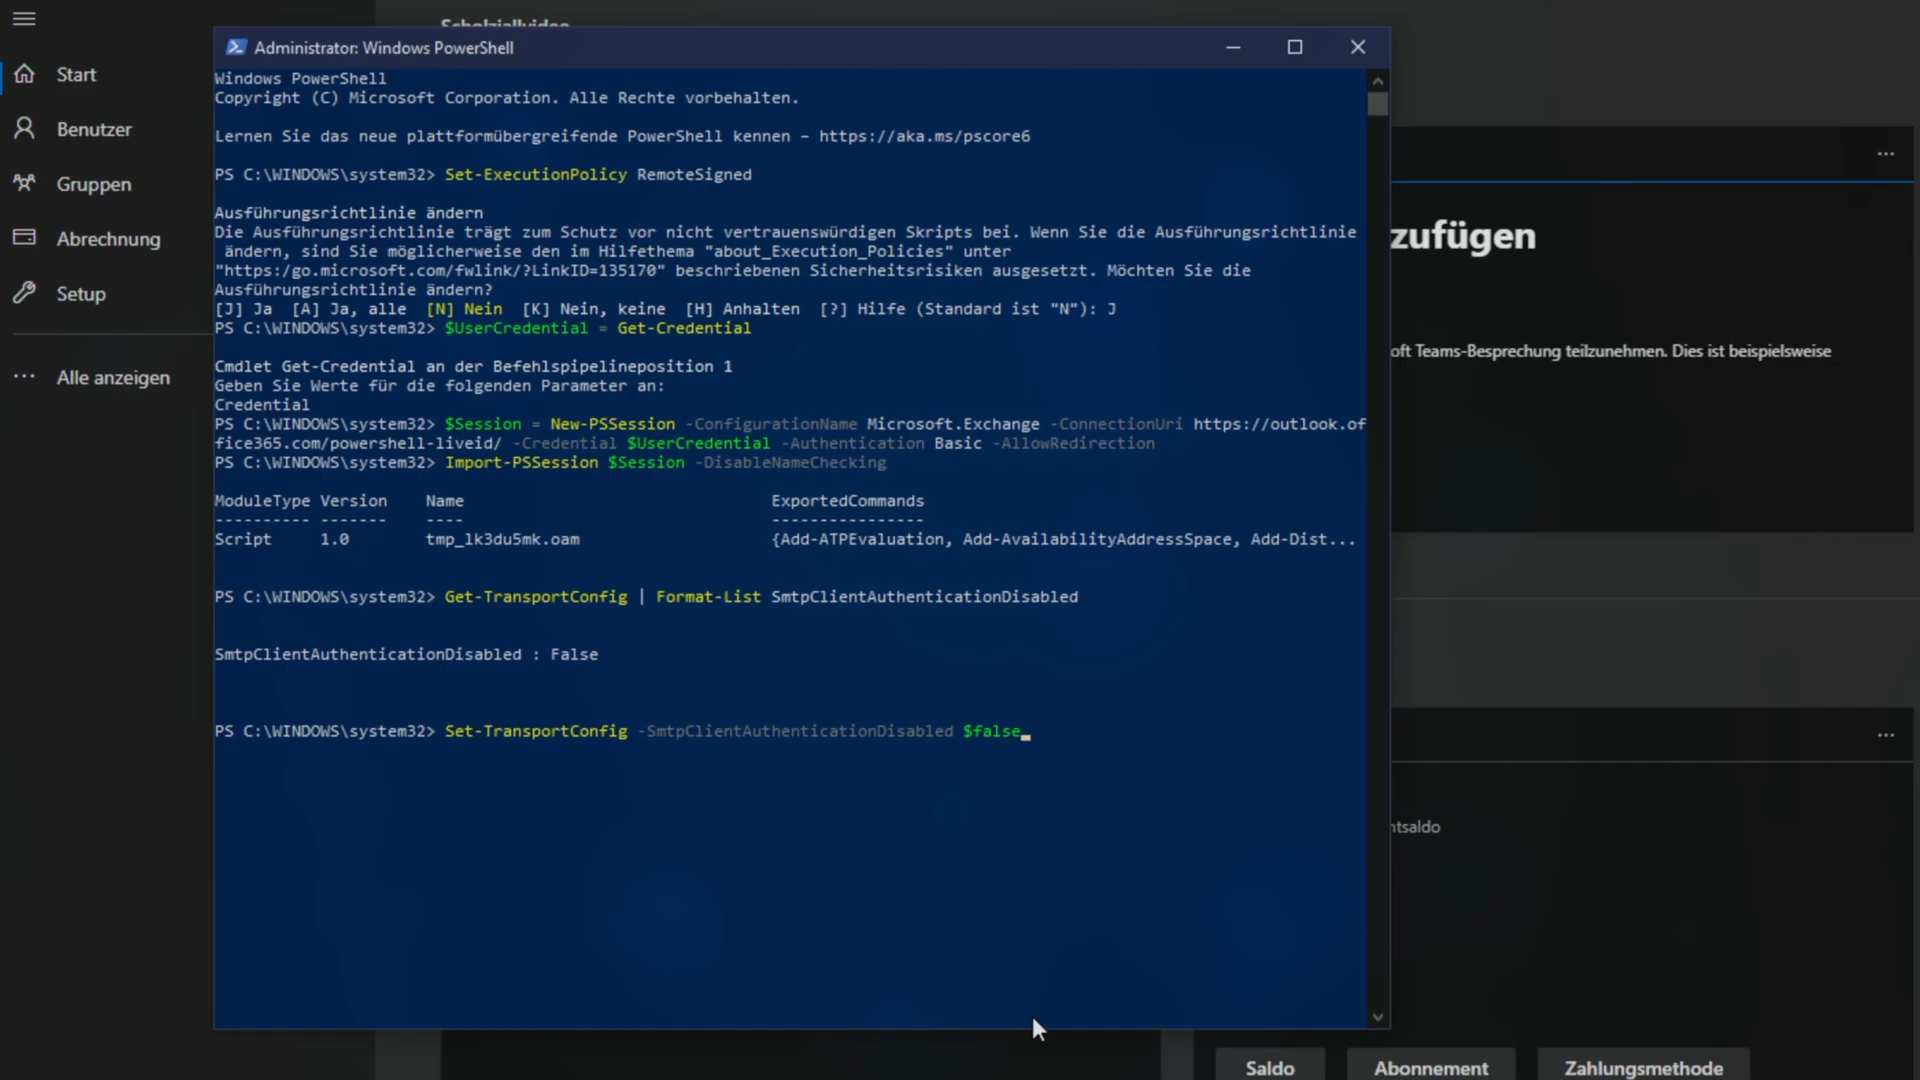 Start
Benutzer
Gruppen
Abrechnung
Setup
Alle anzeigen
Administrator: Windows PowerShell
Windows PowerShell
Copyright (C) Microsoft Corporation. Alle Rechte vorbehalten.
Lernen Sie das neue plattformübergreifende PowerShell kennen – https://aka.ms/pscore6
PS C:\WINDOWS\system32> Set-ExecutionPolicy RemoteSigned
Ausführungsrichtlinie ändern
Die Ausführungsrichtlinie trägt zum Schutz vor nicht vertrauenswürdigen Skripts bei. Wenn Sie die Ausführungsrichtlinie
ändern, sind Sie möglicherweise den im Hilfethema "about_Execution_Policies" unter
"https:/go.microsoft.com/fwlink/?LinkID=135170" beschriebenen Sicherheitsrisiken ausgesetzt. Möchten Sie die
Ausführungsrichtlinie ändern?
[J] Ja [A] Ja, alle [N] Nein [K] Nein, keine [H] Anhalten [?] Hilfe (Standard ist "N"): J
PS C:\WINDOWS\system32> $UserCredential = Get-Credential
Cmdlet Get-Credential an der Befehlspipelineposition 1
Geben Sie Werte für die folgenden Parameter an:
Credential
PS C:\WINDOWS\system32> $Session = New-PSSession -ConfigurationName Microsoft.Exchange -ConnectionUri https://outlook.of
fice365.com/powershell-liveid/ -Credential $UserCredential -Authentication Basic -AllowRedirection
PS C:\WINDOWS\system32> Import-PSSession $Session -DisableNameChecking
ModuleType Version Name ExportedCommands
---------- ------- ---- ----------------
Script 1.0 tmp_lk3du5mk.oam {Add-ATPEvaluation, Add-AvailabilityAddressSpace, Add-Dist...
PS C:\WINDOWS\system32> Get-TransportConfig | Format-List SmtpClientAuthenticationDisabled
SmtpClientAuthenticationDisabled : False
PS C:\WINDOWS\system32> Set-TransportConfig -SmtpClientAuthenticationDisabled $false
zufügen
oft Teams-Besprechung teilzunehmen. Dies ist beispielsweise
ntsaldo
Saldo
Abonnement
Zahlungsmethode